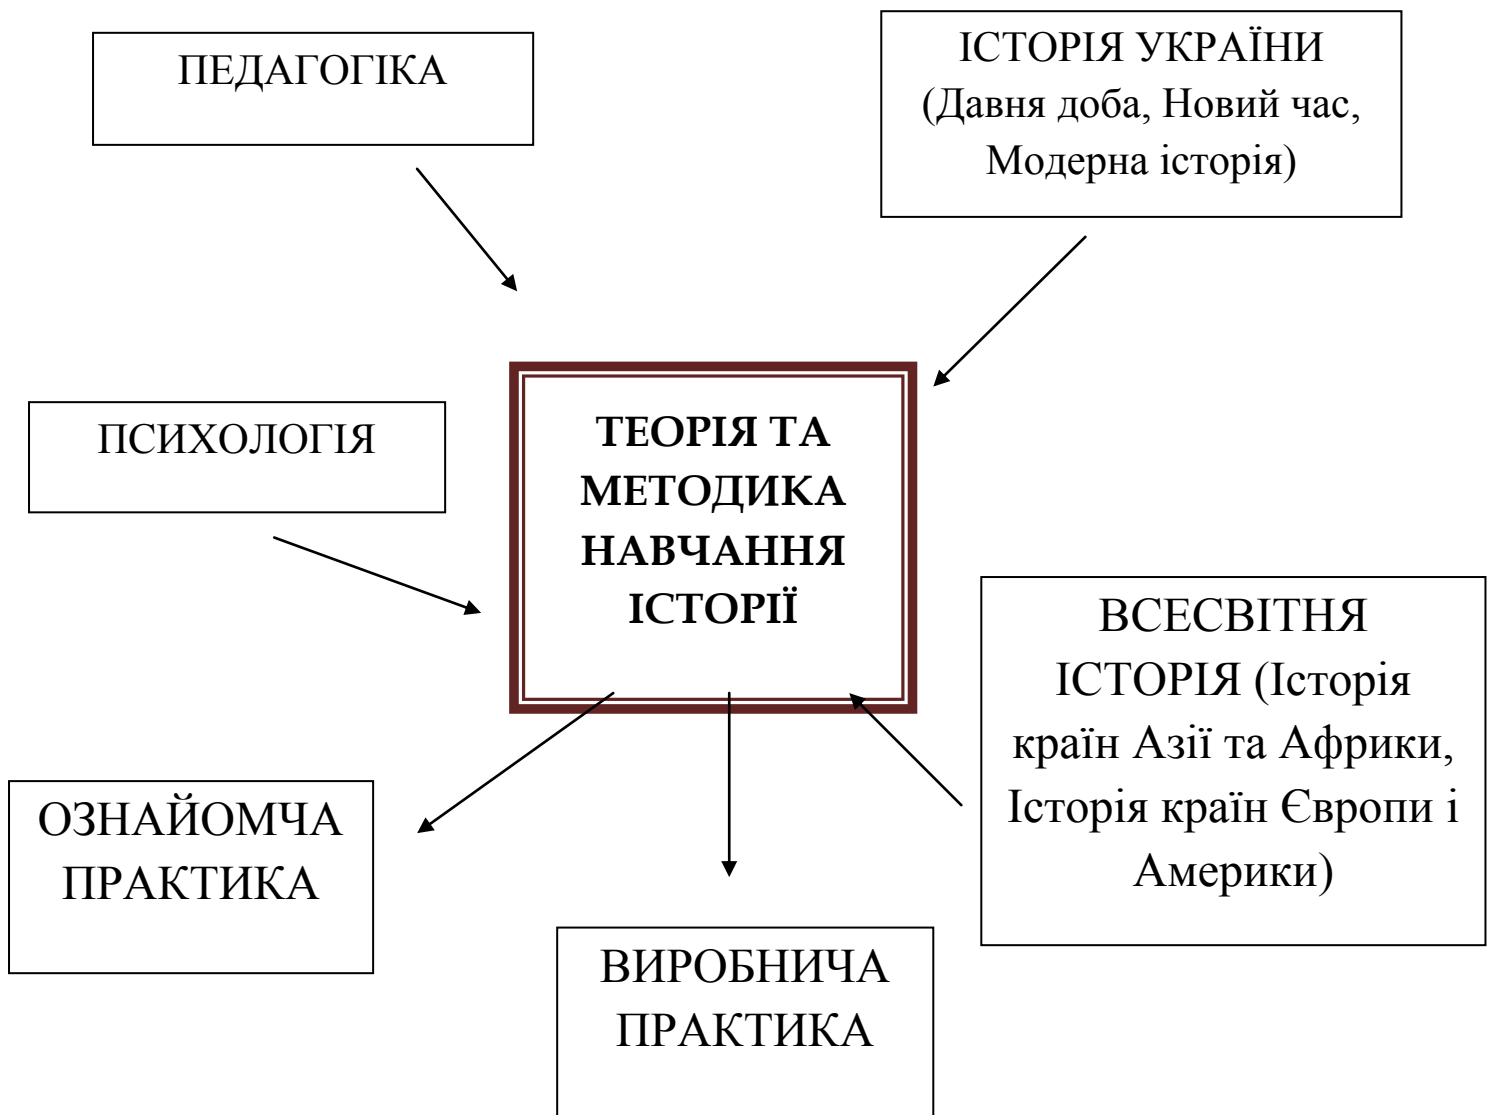 ПЕДАГОГІКА
ІСТОРІЯ УКРАЇНИ
(Давня доба, Новий час,
Модерна історія)
ПСИХОЛОГІЯ
ТЕОРІЯ ТА
МЕТОДИКА
НАВЧАННЯ
ІСТОРІЇ
ВСЕСВІТНЯ
ІСТОРІЯ (Історія
країн Азії та Африки,
Історія країн Європи і
Америки)
ОЗНАЙОМЧА
ПРАКТИКА
ВИРОБНИЧА
ПРАКТИКА